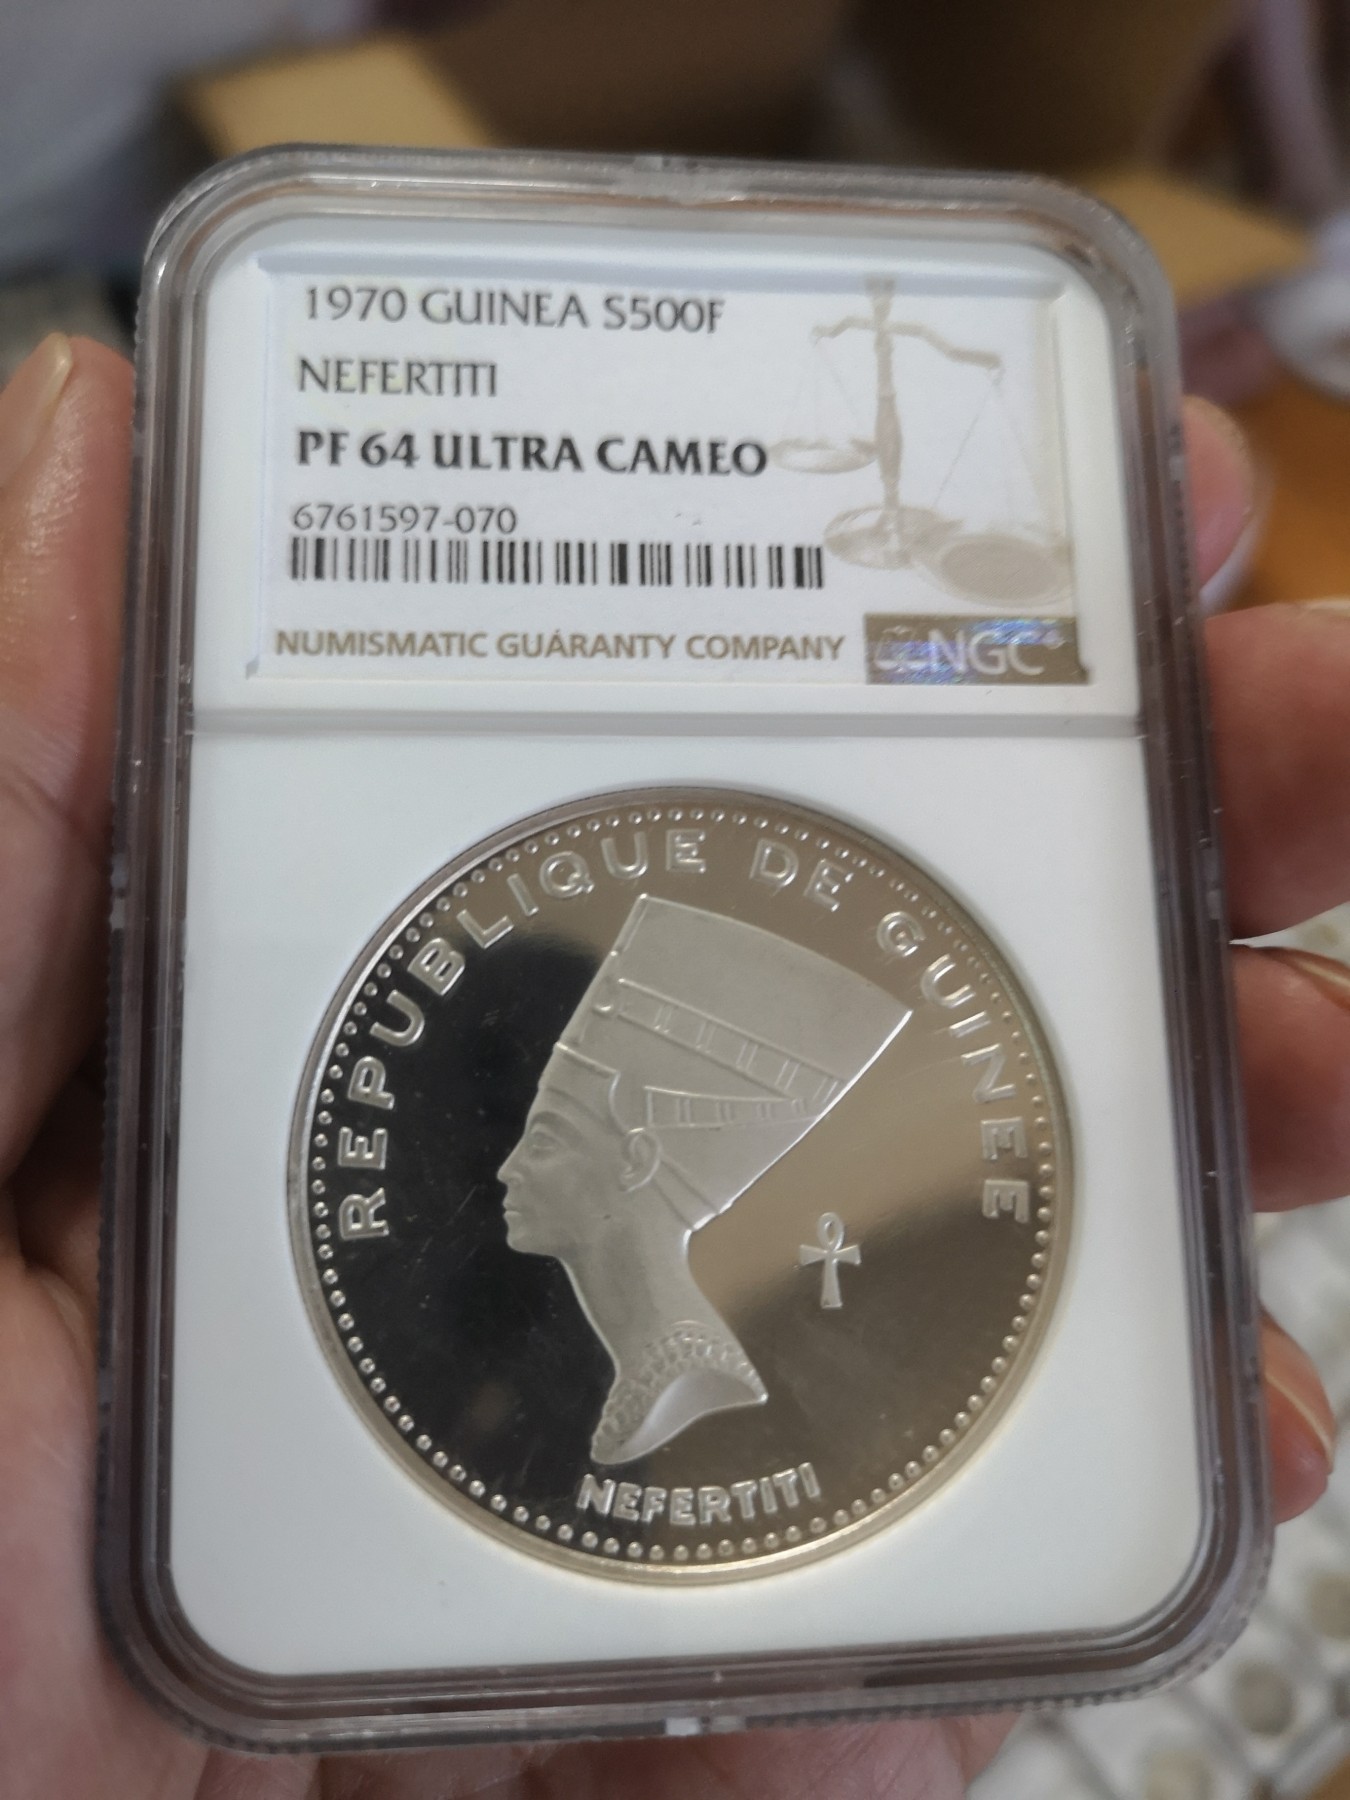 1970 GUINEA S500F
NEFERTITI
PF 64 ULTRA CAMEO
6761597-070
NUMISMATIC GUARANTY COMPANY
NGC
REPUBLIQUE DE GUINEE
NEFERTITI